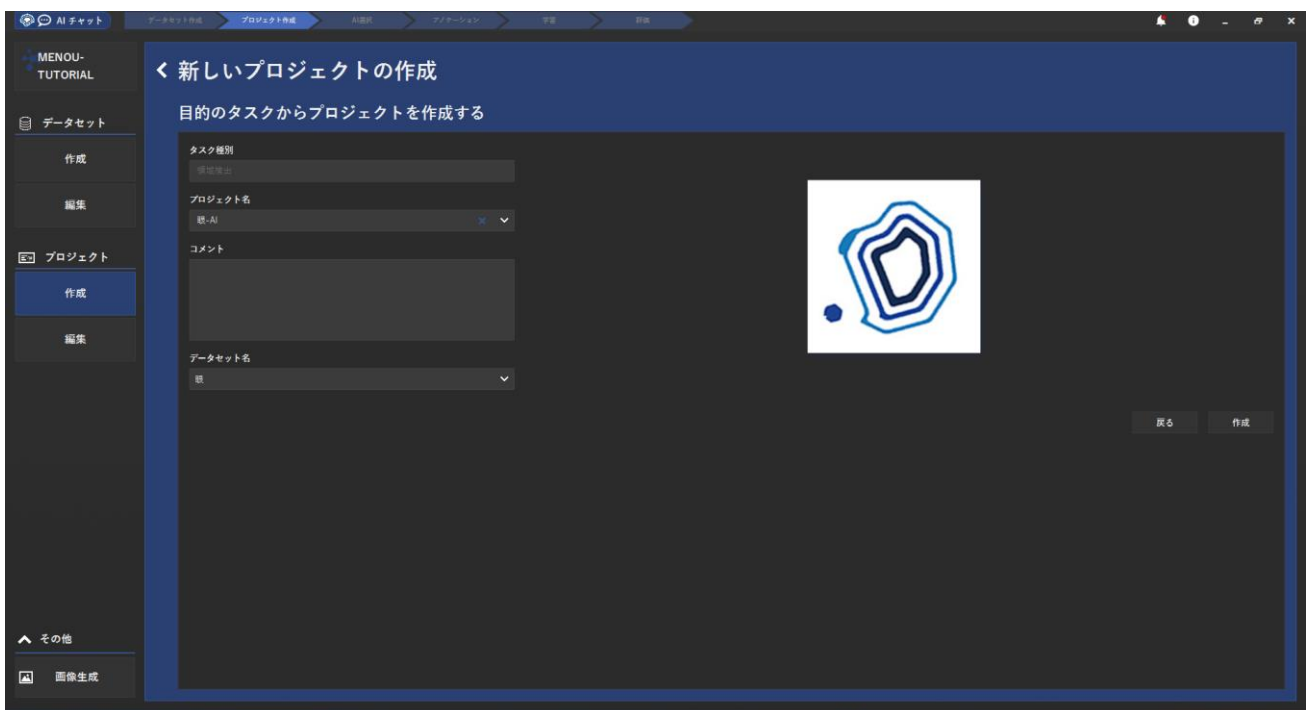 AI チャット
データセット作成
プロジェクト作成
AI選択
アノテーション
学習
評価
MENOU-
TUTORIAL
データセット
作成
編集
プロジェクト
作成
編集
その他
画像生成
新しいプロジェクトの作成
目的のタスクからプロジェクトを作成する
タスク種別
領域検出
プロジェクト名
コメント
データセット名
戻る
作成